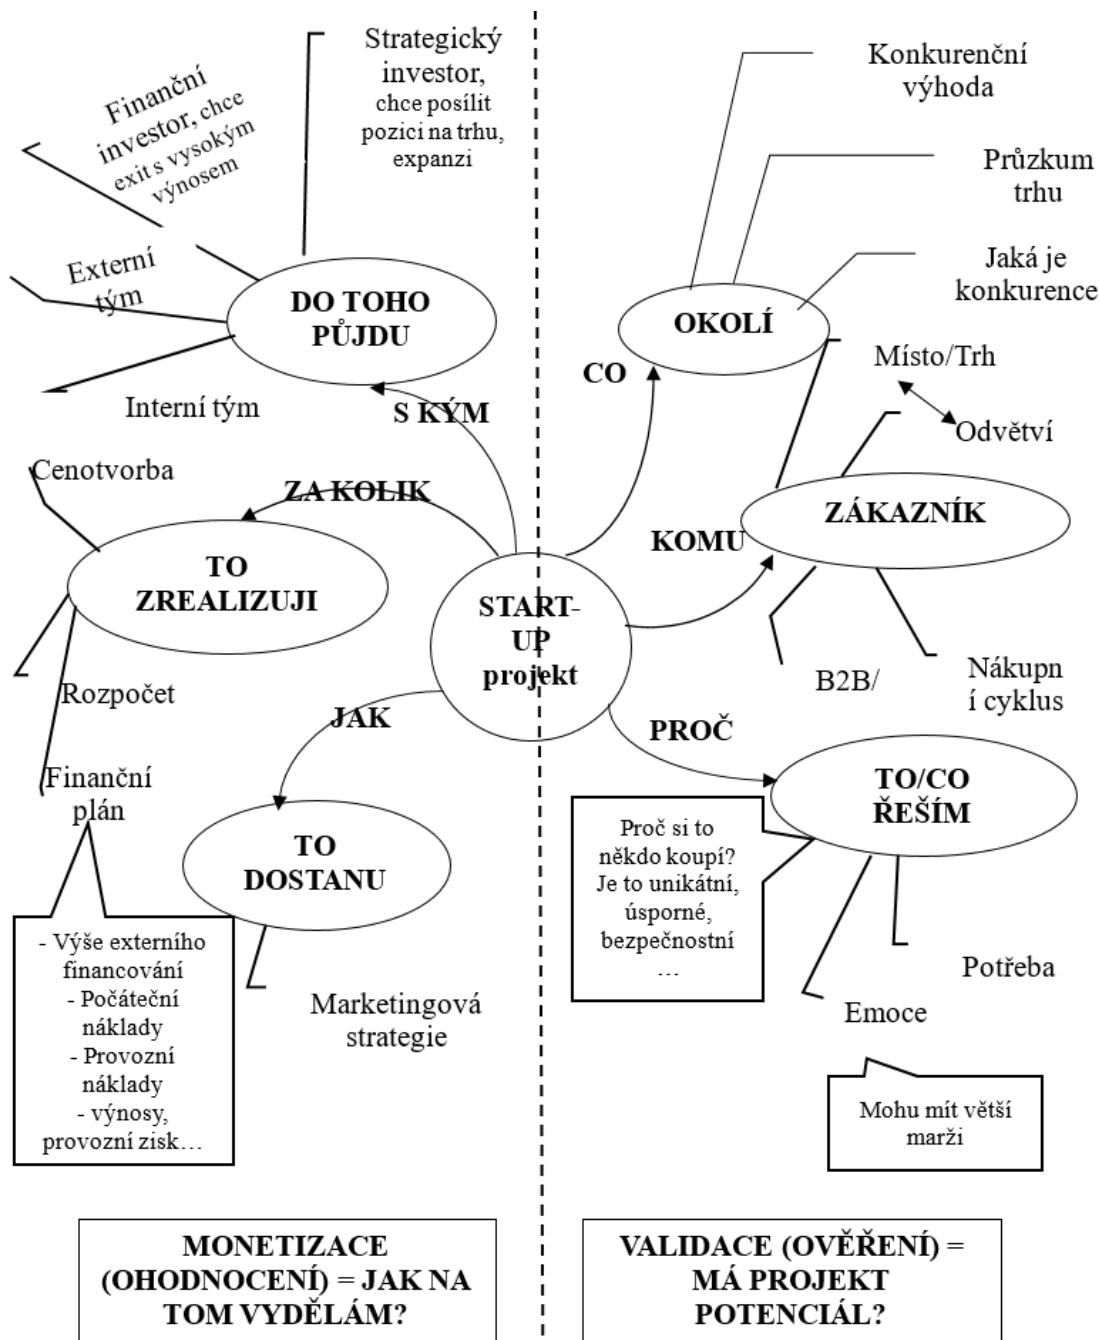 Strategický
investor,
chce posílit
pozici na trhu,
expanzi
Finanční
investor, chce
exit s vysokým
výnosem
Externí
tým
DO TOHO
PŮJDU
Interní tým
S KÝM
Cenotvorba
ZA KOLIK
TO
ZREALIZUJI
Rozpočet
Finanční
plán
JAK
TO
DOSTANU
- Výše externího
financování
- Počáteční
náklady
- Provozní
náklady
- výnosy,
provozní zisk…
Marketingová
strategie
START-
UP
projekt
Konkurenční
výhoda
Průzkum
trhu
Jaká je
konkurence
OKOLÍ
CO
Místo/Trh
Odvětví
ZÁKAZNÍK
KOMU
B2B/
Nákupn
í cyklus
PROČ
TO/CO
ŘEŠÍM
Proč si to
někdo koupí?
Je to unikátní,
úsporné,
bezpečnostní
…
Potřeba
Emoce
Mohu mít větší
marži
MONETIZACE
(OHODNOCENÍ) = JAK NA
TOM VYDĚLÁM?
VALIDACE (OVĚŘENÍ) =
MÁ PROJEKT
POTENCIÁL?